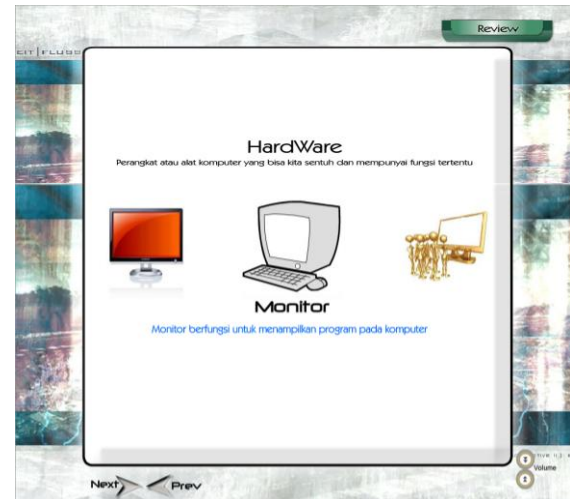 Review
HardWare
Perangkat atau alat komputer yang bisa kita sentuh dan mempunyai fungsi tertentu
Monitor
Monitor berfungsi untuk menampilkan program pada komputer
Volume
Next Prev